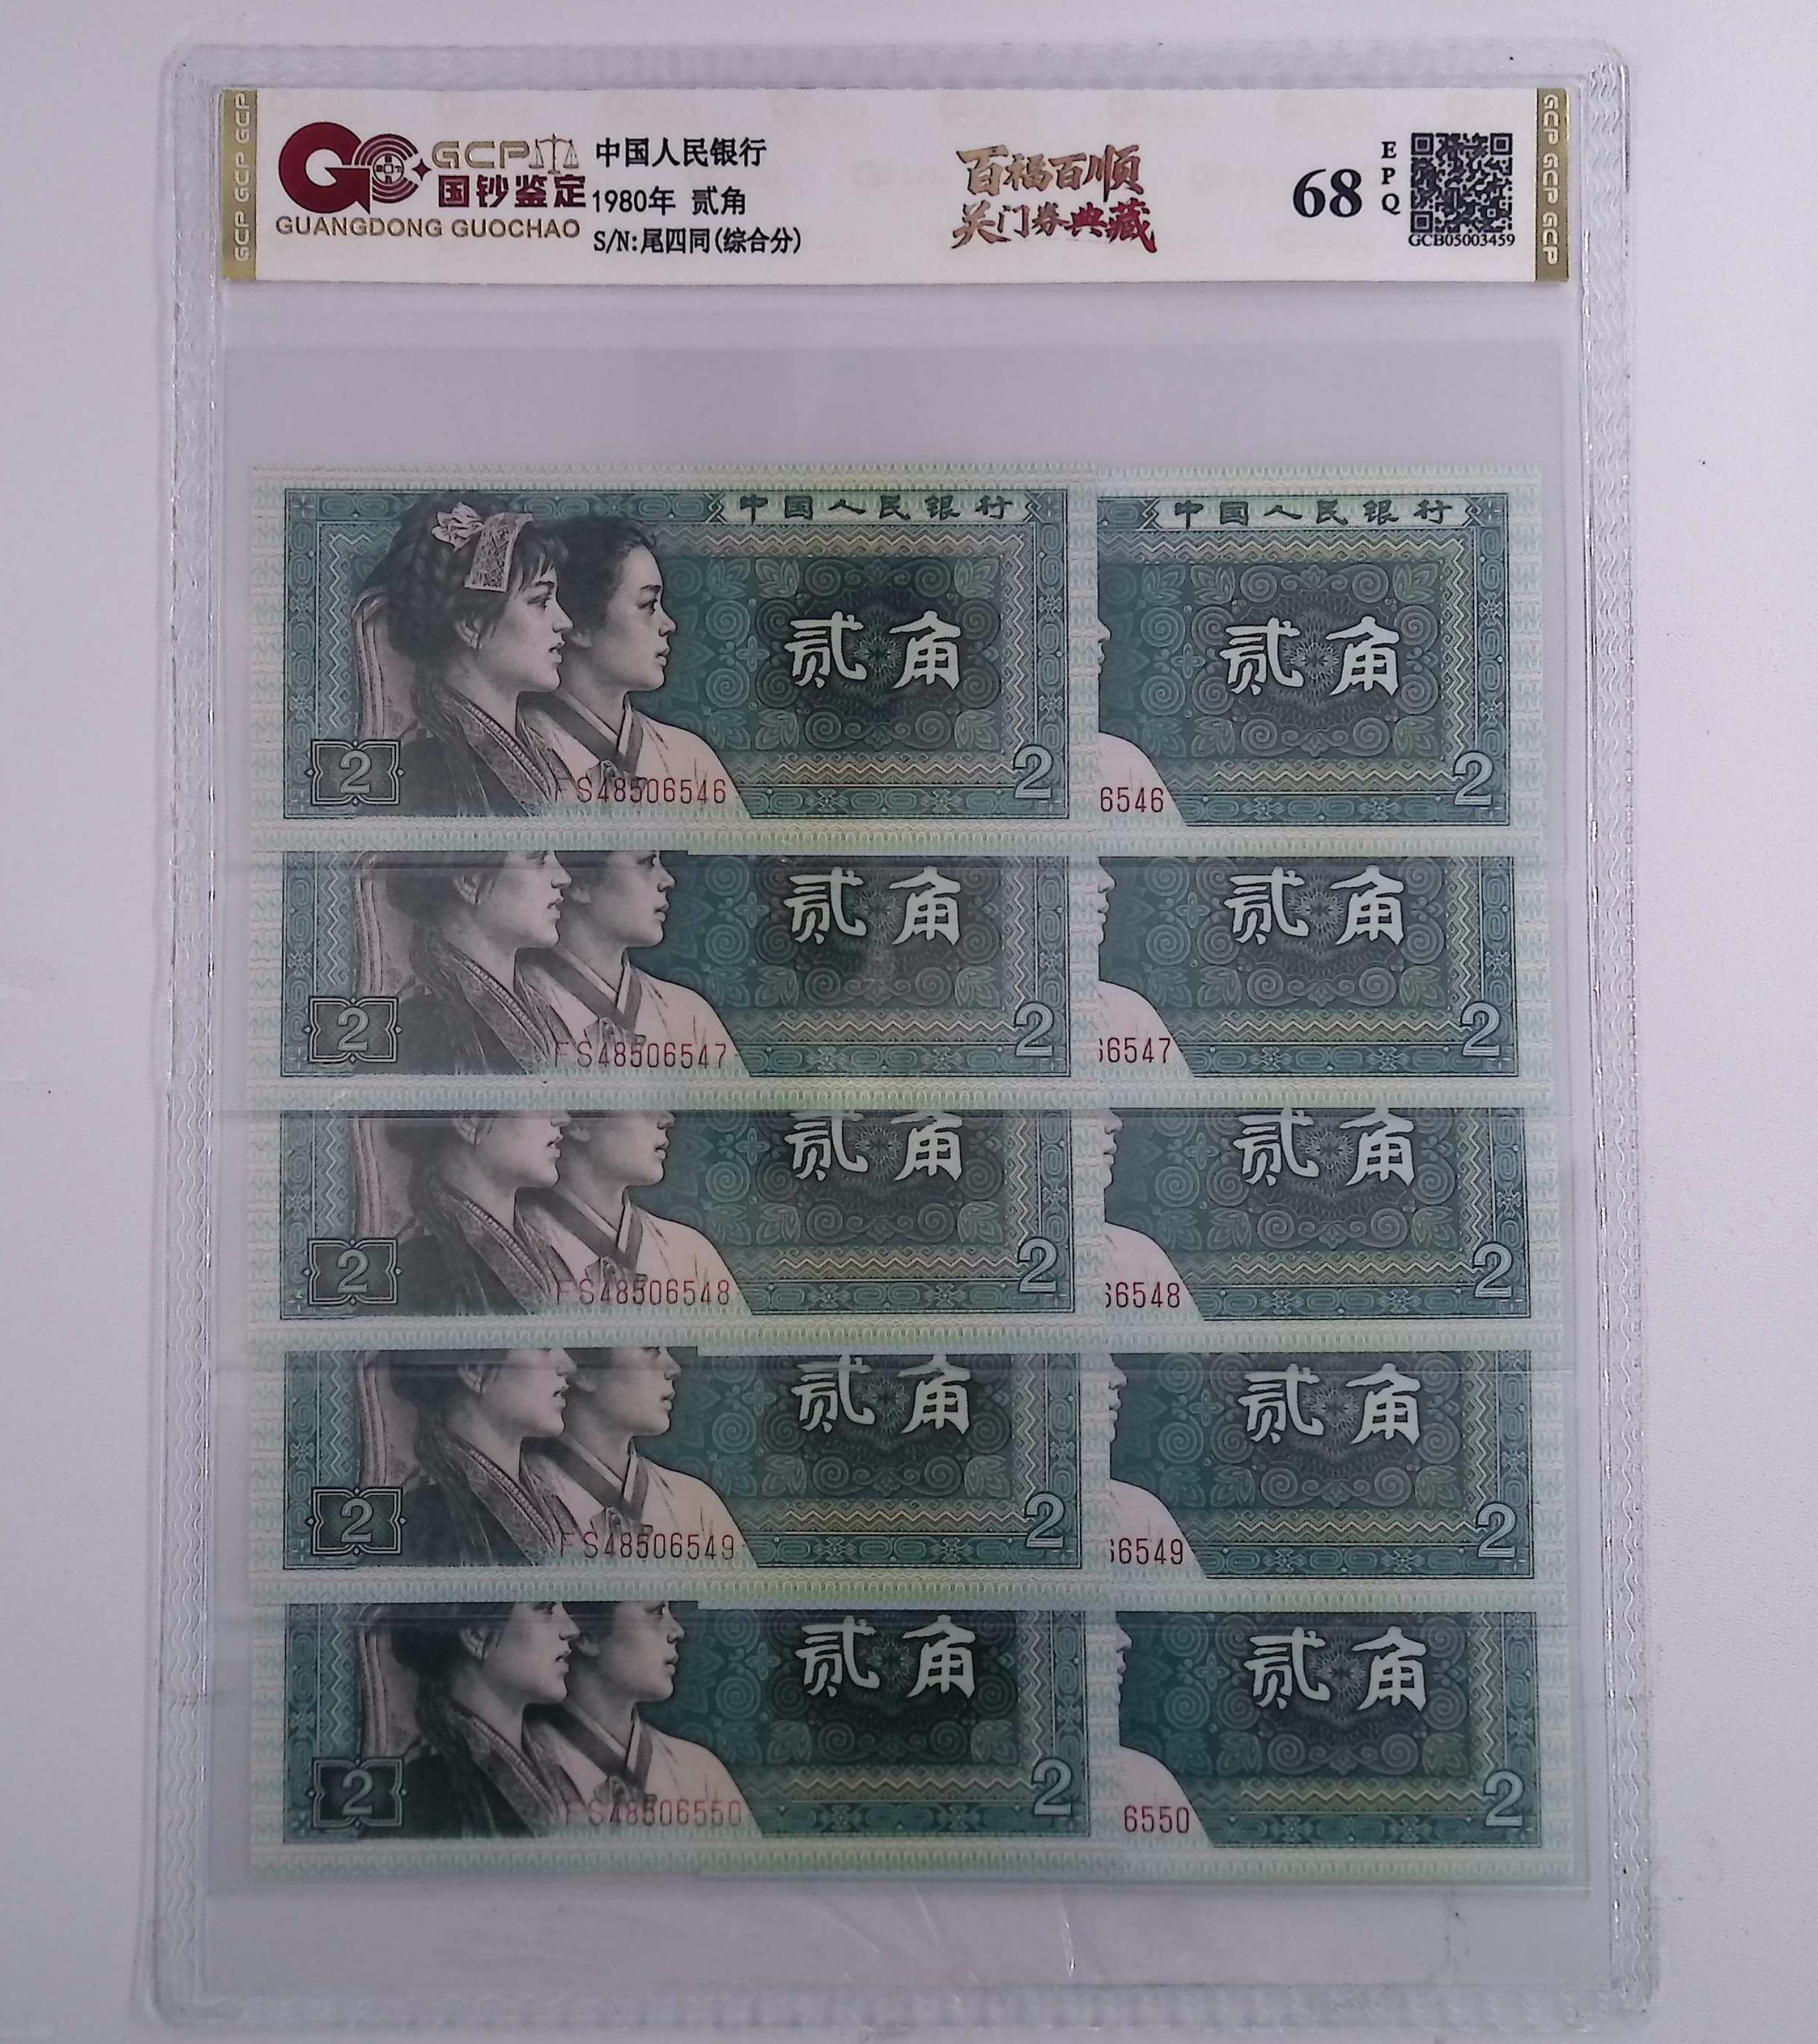 GCP GCP GCP
GCP
国钞鉴定
GUANGDONG GUOCHAO
中国人民银行
1980年 贰角
S/N:尾四同(综合分)
百福百顺
关门券典藏
68
EPQ
GCB05003459
GCP GCP GCP
中国人民银行
贰角
2
FS48506546
2
中国人民银行
贰角
6546
2
贰角
2
FS48506547
2
贰角
6547
2
贰角
2
FS48506548
2
贰角
6548
2
贰角
2
FS48506549
2
贰角
6549
2
贰角
2
FS48506550
2
贰角
6550
2